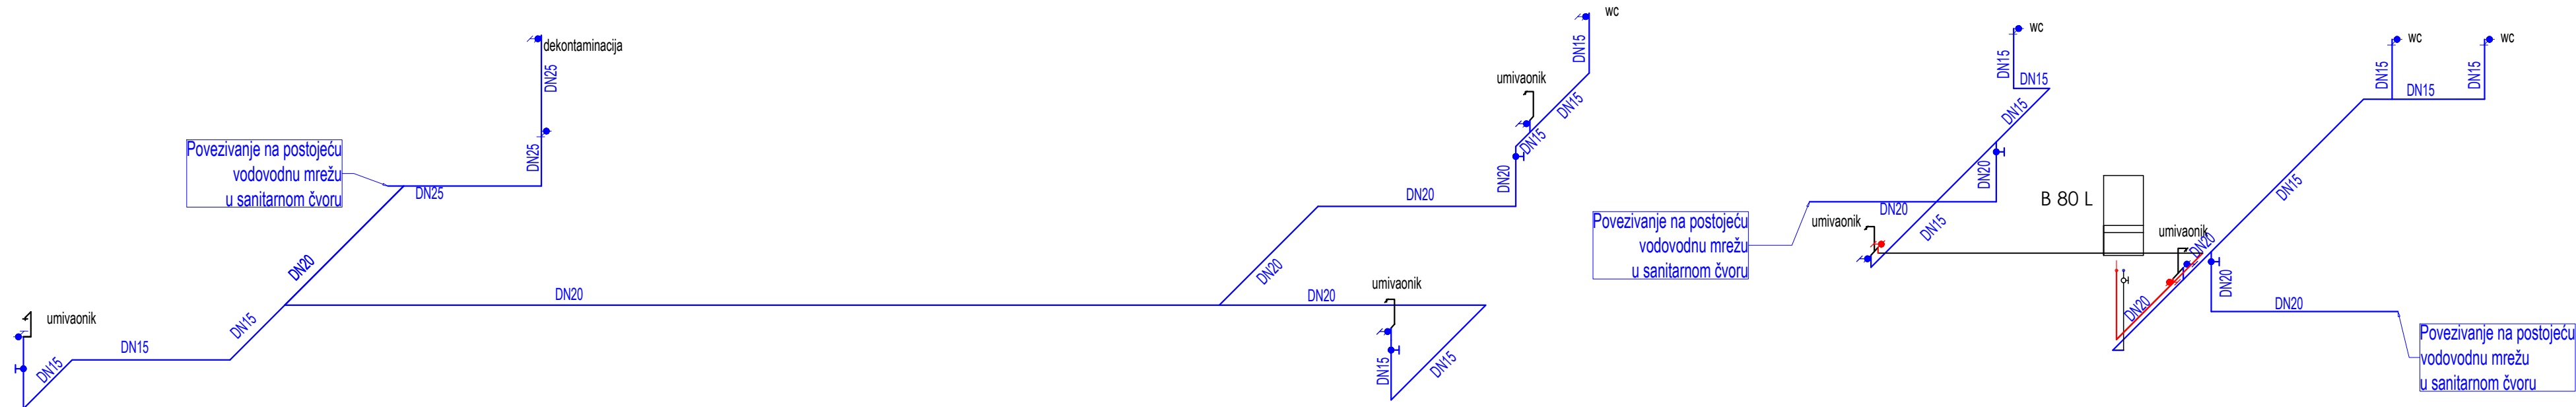 dekontaminacija
DN25
DN25
Povezivanje na postojeću
vodovodnu mrežu
u sanitarnom čvoru
DN25
DN20
DN20
DN15
DN15
DN15
umivaonik
wc
DN15
umivaonik
DN15
DN15
DN20
DN20
DN20
DN20
umivaonik
DN15
DN15
wc
DN15
DN15
DN15
DN20
DN20
DN15
umivaonik
Povezivanje na postojeću
vodovodnu mrežu
u sanitarnom čvoru
B 80 L
wc
wc
DN15
DN15
DN15
DN15
umivaonik
DN20
DN20
DN20
DN20
Povezivanje na postojeću
vodovodnu mrežu
u sanitarnom čvoru